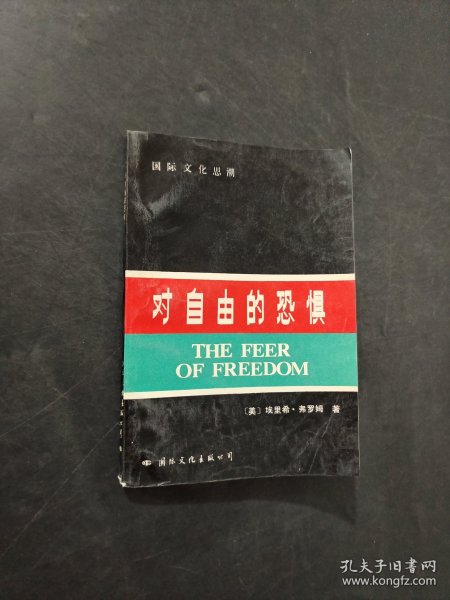 国际文化思潮
对自由的恐惧
THE FEER
OF FREEDOM
〔美〕埃里希·弗罗姆 著
国际文化出版公司
孔夫子旧书网
www.kongfz.com